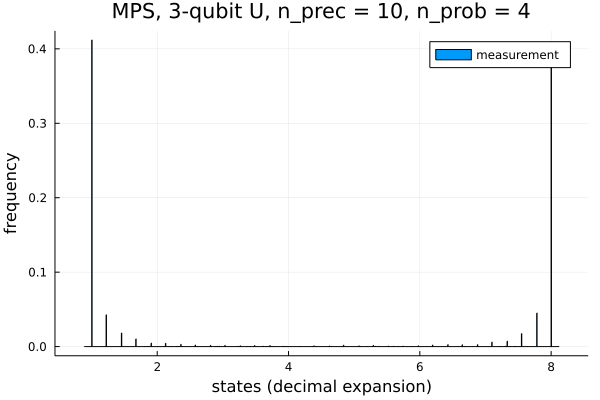 MPS, 3-qubit U, n_prec = 10, n_prob = 4
measurement
frequency
0.4
0.3
0.2
0.1
0.0
2 4 6 8
states (decimal expansion)